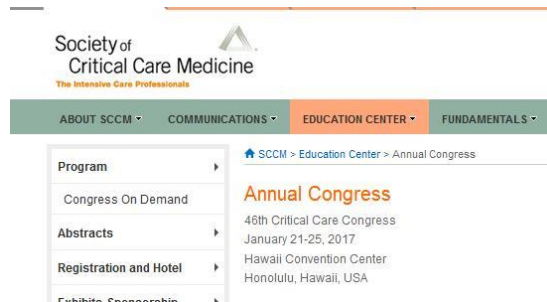 Society of
Critical Care Medicine
The Intensive Care Professionals
ABOUT SCCM COMMUNICATIONS EDUCATION CENTER FUNDAMENTALS
SCCM > Education Center > Annual Congress
Program
Congress On Demand
Abstracts
Registration and Hotel
Exhibits, Sponsorship
Annual Congress
46th Critical Care Congress
January 21-25, 2017
Hawaii Convention Center
Honolulu, Hawaii, USA